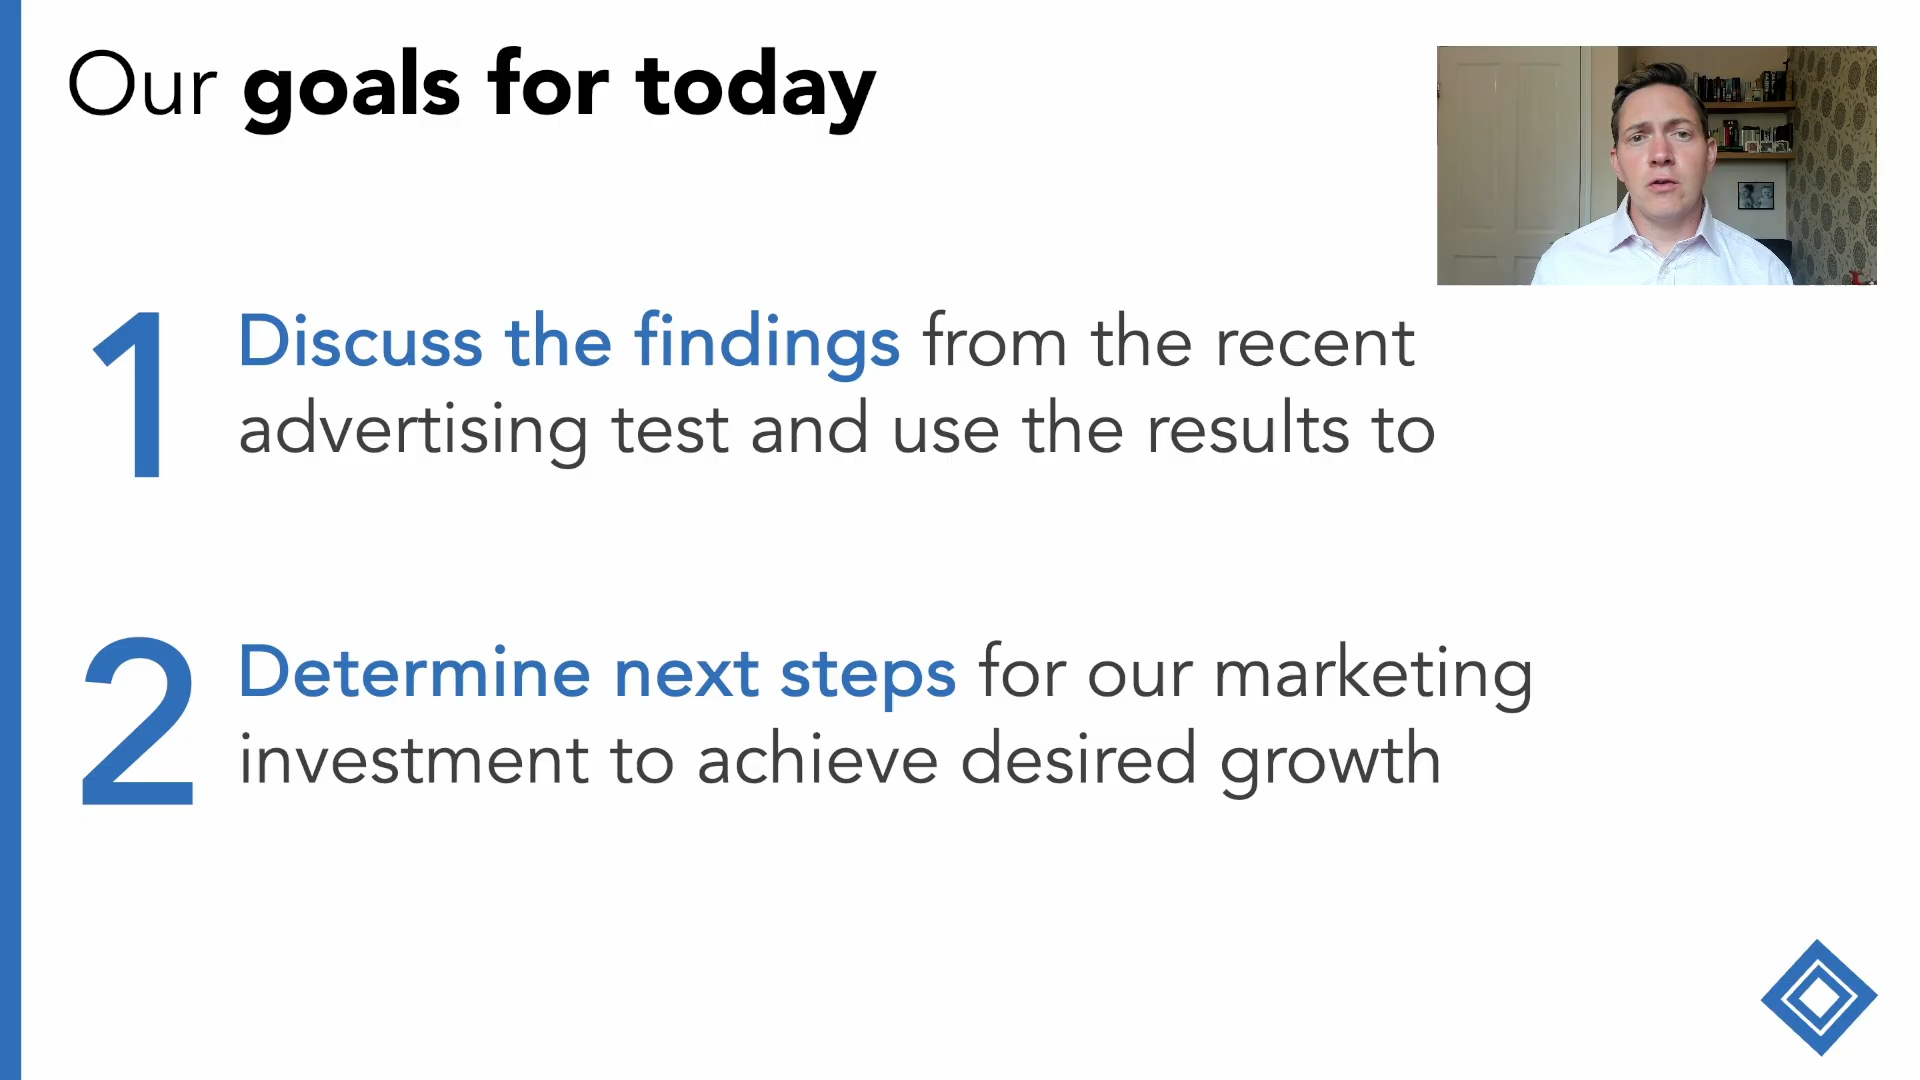 Our goals for today
1
Discuss the findings from the recent
advertising test and use the results to
2
Determine next steps for our marketing
investment to achieve desired growth